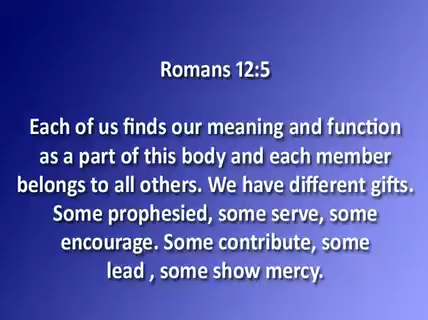 Romans 12:5
Each of us finds our meaning and function
as a part of this body and each member
belongs to all others. We have different gifts.
Some prophesied, some serve, some
encourage. Some contribute, some
lead , some show mercy.